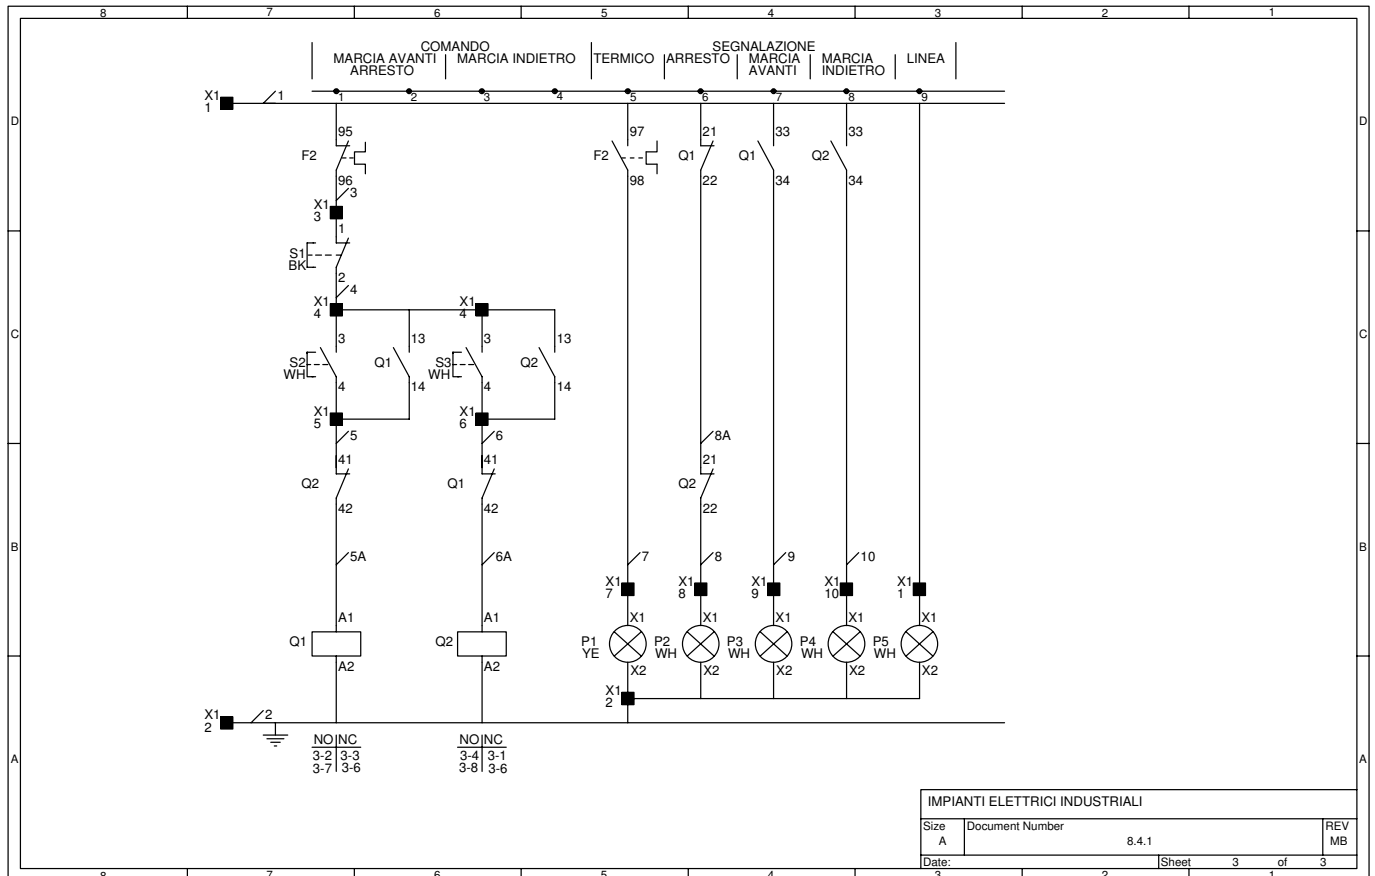 8 7 6 5 4 3 2 1
COMANDO SEGNALAZIONE
MARCIA AVANTI MARCIA INDIETRO TERMICO ARRESTO MARCIA MARCIA LINEA
ARRESTO AVANTI INDIETRO
X1 1
1 1 2 3 4 5 6 7 8 9
D D
95 97 21 33 33
F2 F2 Q1 Q1 Q2
96 98 22 34 34
3
X1
3
1
S1
BK
2
4
X1 X1
4 4
C C
3 13 3 13
S2 Q1 S3 Q2
WH WH
4 14 4 14
X1 X1
5 6
5 6 8A
41 41 21
Q2 Q1 Q2
42 42 22
B B
5A 6A 7 8 9 10
X1 X1 X1 X1 X1
7 8 9 10 1
A1 A1 X1 X1 X1 X1 X1
Q1 Q2 P1 P2 P3 P4 P5
YE WH WH WH WH
A2 A2 X2 X2 X2 X2 X2
X1
2
X1 2
2
NO NC NO NC
3-2 3-3 3-4 3-1
3-7 3-6 3-8 3-6
A A
IMPIANTI ELETTRICI INDUSTRIALI
Size Document Number REV
A 8.4.1 MB
Date: Sheet 3 of 3
8 7 6 5 4 3 2 1